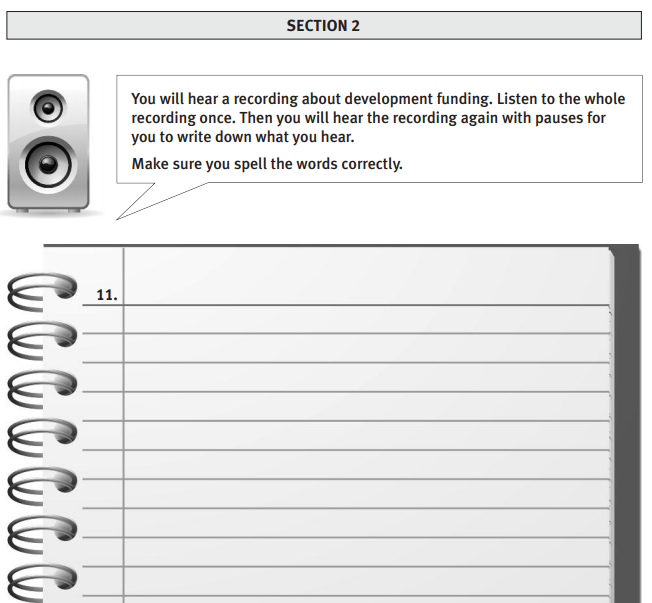 SECTION 2
You will hear a recording about development funding. Listen to the whole
recording once. Then you will hear the recording again with pauses for
you to write down what you hear.
Make sure you spell the words correctly.
11.